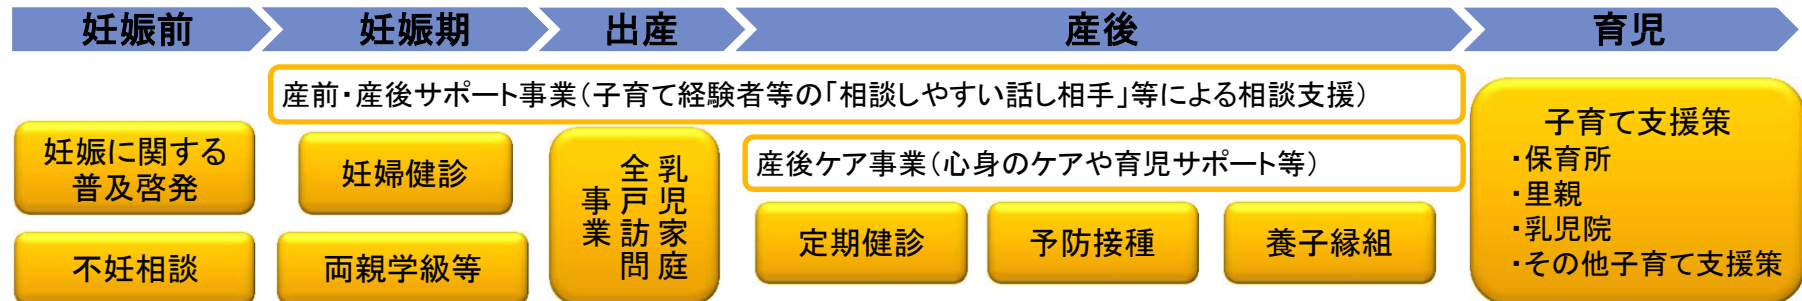 妊娠前
妊娠期
出産
産後
育児
産前・産後サポート事業(子育て経験者等の「相談しやすい話し相手」等による相談支援)
妊娠に関する
普及啓発
不妊相談
妊婦健診
両親学級等
乳児家庭
全戸訪問
事業
産後ケア事業(心身のケアや育児サポート等)
定期健診
予防接種
養子縁組
子育て支援策
・保育所
・里親
・乳児院
・その他子育て支援策